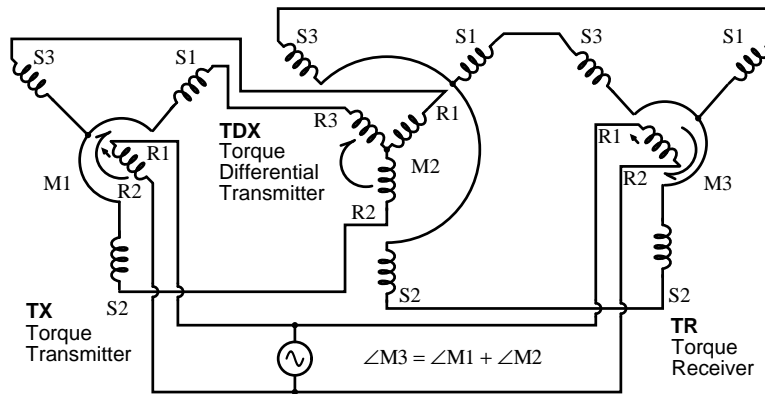 S3
S1
S3
S1
S3
S1
R3
R1
TDX
Torque
Differential
Transmitter
R1
R2
M1
M2
R2
R1
R2
M3
S2
S2
S2
TX
Torque
Transmitter
∠M3 = ∠M1 + ∠M2
TR
Torque
Receiver